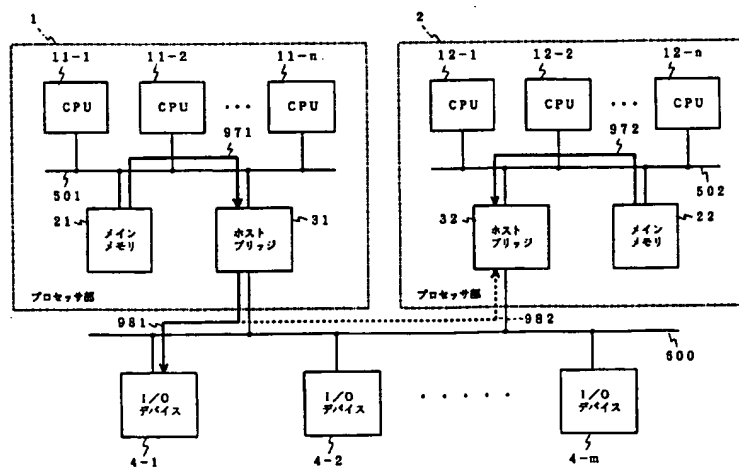 1
2
11-1
11-2
11-n
12-1
12-2
12-n
CPU
CPU
・・・
CPU
CPU
CPU
・・・
CPU
971
972
501
502
21
メイン
メモリ
ホスト
ブリッジ
31
32
ホスト
ブリッジ
メイン
メモリ
22
プロセッサ部
プロセッサ部
981
982
600
I/O
デバイス
I/O
デバイス
・・・・・
I/O
デバイス
4-1
4-2
4-m